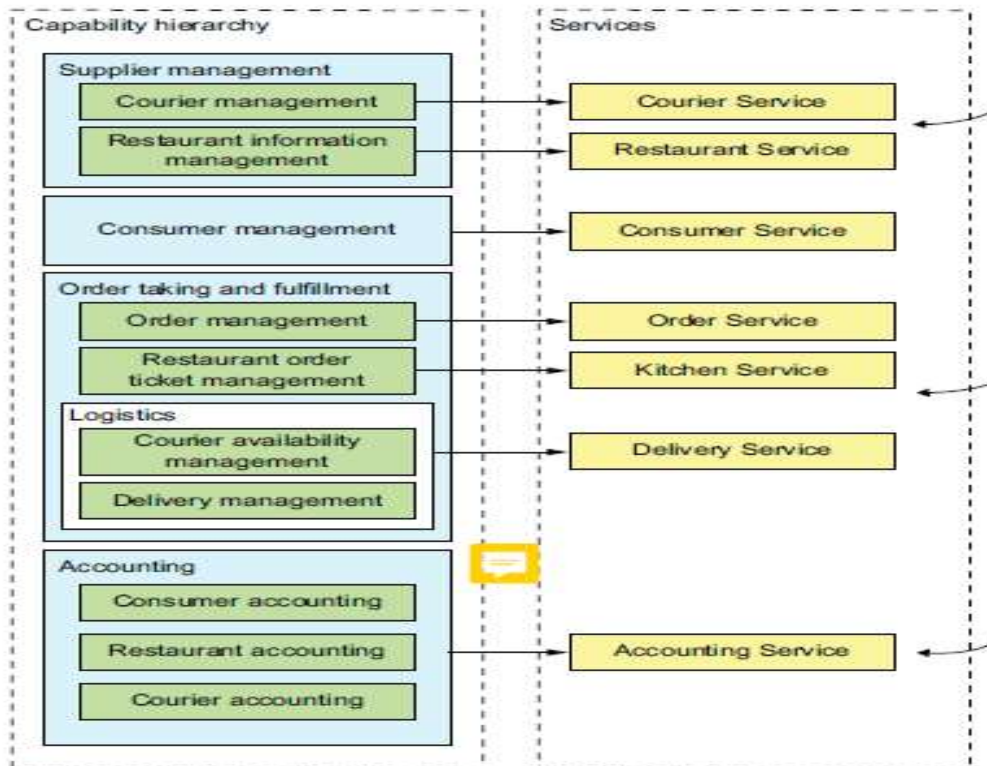 Capability hierarchy
Supplier management
Courier management
Restaurant information
management
Consumer management
Order taking and fulfillment
Order management
Restaurant order
ticket management
Logistics
Courier availability
management
Delivery management
Accounting
Consumer accounting
Restaurant accounting
Courier accounting
Services
Courier Service
Restaurant Service
Consumer Service
Order Service
Kitchen Service
Delivery Service
Accounting Service